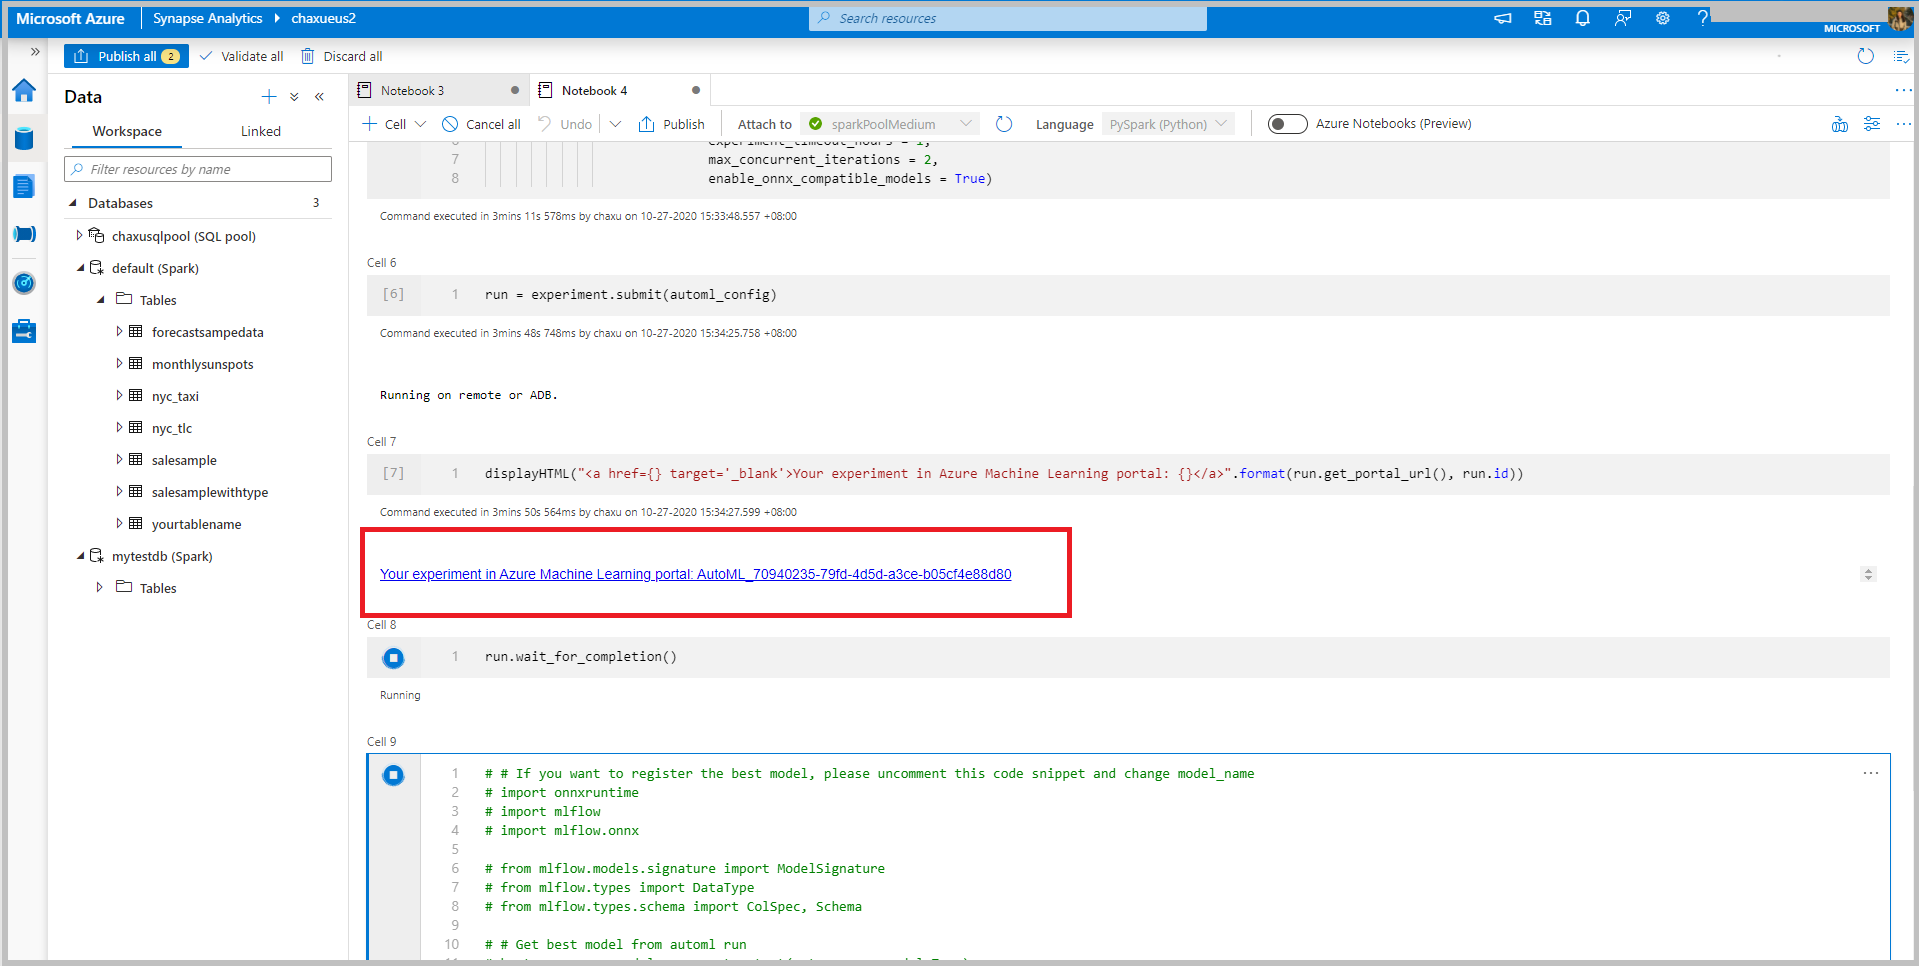 Microsoft Azure Synapse Analytics chaxueus2 Search resources MICROSOFT
Publish all 2 Validate all Discard all
Data
Workspace Linked
Filter resources by name
Databases 3
chaxusqlpool (SQL pool)
default (Spark)
Tables
forecastsampedata
monthlysunspots
nyc_taxi
nyc_tlc
salesample
salesamplewithtype
yourtablename
mytestdb (Spark)
Tables
Notebook 3 Notebook 4
Cell Cancel all Undo Publish Attach to sparkPoolMedium Language PySpark (Python) Azure Notebooks (Preview)
6 experiment_timeout_hours = 1,
7 max_concurrent_iterations = 2,
8 enable_onnx_compatible_models = True)
Command executed in 3mins 11s 578ms by chaxu on 10-27-2020 15:33:48.557 +08:00
Cell 6
[6] 1 run = experiment.submit(automl_config)
Command executed in 3mins 48s 748ms by chaxu on 10-27-2020 15:34:25.758 +08:00
Running on remote or ADB.
Cell 7
[7] 1 displayHTML("<a href={} target='_blank'>Your experiment in Azure Machine Learning portal: {}</a>".format(run.get_portal_url(), run.id))
Command executed in 3mins 50s 564ms by chaxu on 10-27-2020 15:34:27.599 +08:00
Your experiment in Azure Machine Learning portal: AutoML_70940235-79fd-4d5d-a3ce-b05cf4e88d80
Cell 8
1 run.wait_for_completion()
Running
Cell 9
1 # # If you want to register the best model, please uncomment this code snippet and change model_name
2 # import onnxruntime
3 # import mlflow
4 # import mlflow.onnx
5
6 # from mlflow.models.signature import ModelSignature
7 # from mlflow.types import DataType
8 # from mlflow.types.schema import ColSpec, Schema
9
10 # # Get best model from automl run